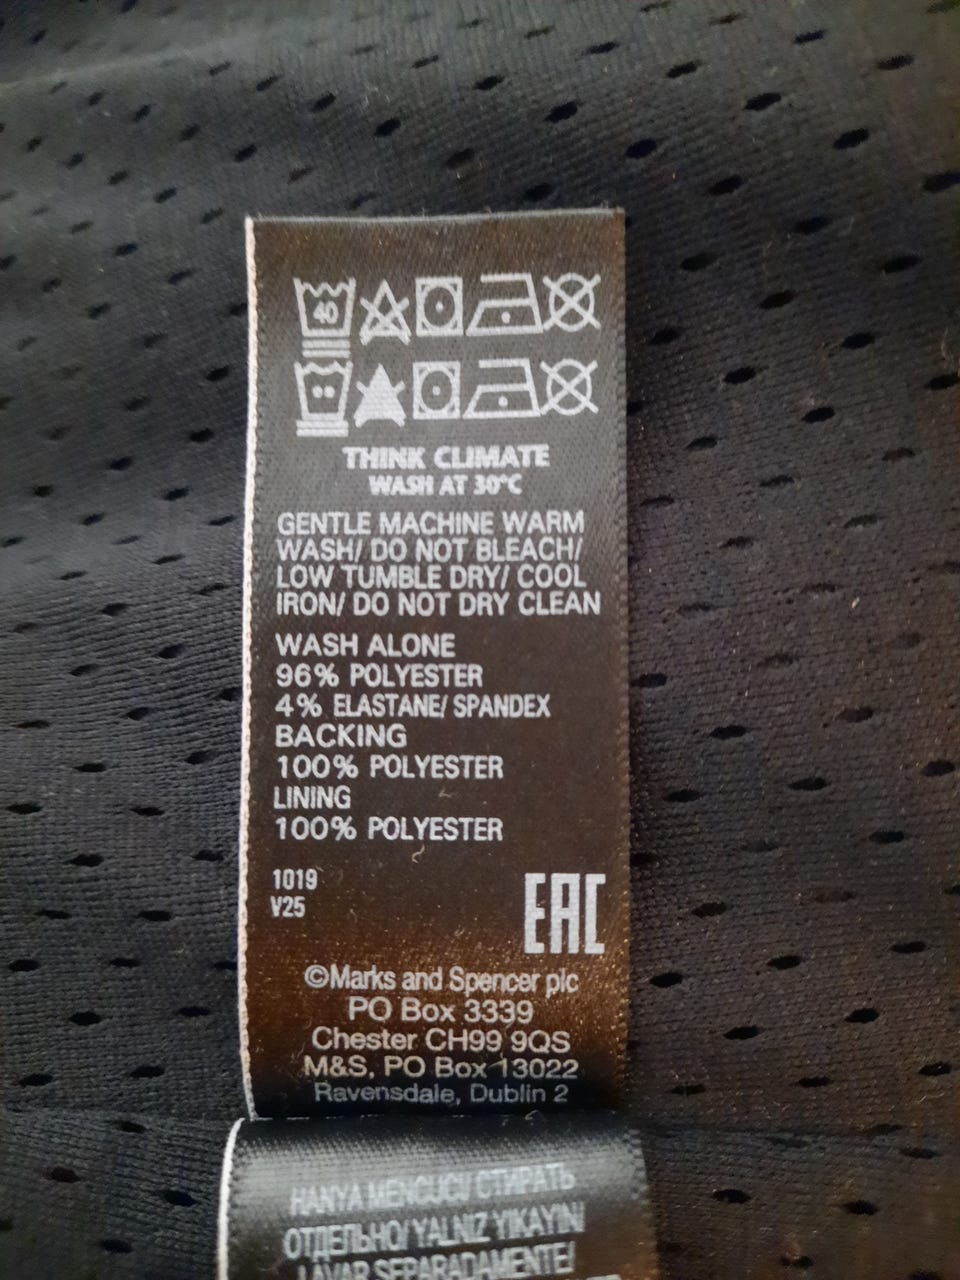 40
THINK CLIMATE
WASH AT 30°C
GENTLE MACHINE WARM
WASH/ DO NOT BLEACH/
LOW TUMBLE DRY/ COOL
IRON/ DO NOT DRY CLEAN
WASH ALONE
96% POLYESTER
4% ELASTANE/ SPANDEX
BACKING
100% POLYESTER
LINING
100% POLYESTER
1019
V25
EAC
©Marks and Spencer plc
PO Box 3339
Chester CH99 9QS
M&S, PO Box 13022
Ravensdale, Dublin 2
HANYA MENCUCI/ СТИРАТЬ
ОТДЕЛЬНО/ YALNIZ YIKAYIN/
LAVAR SEPARADAMENTE/